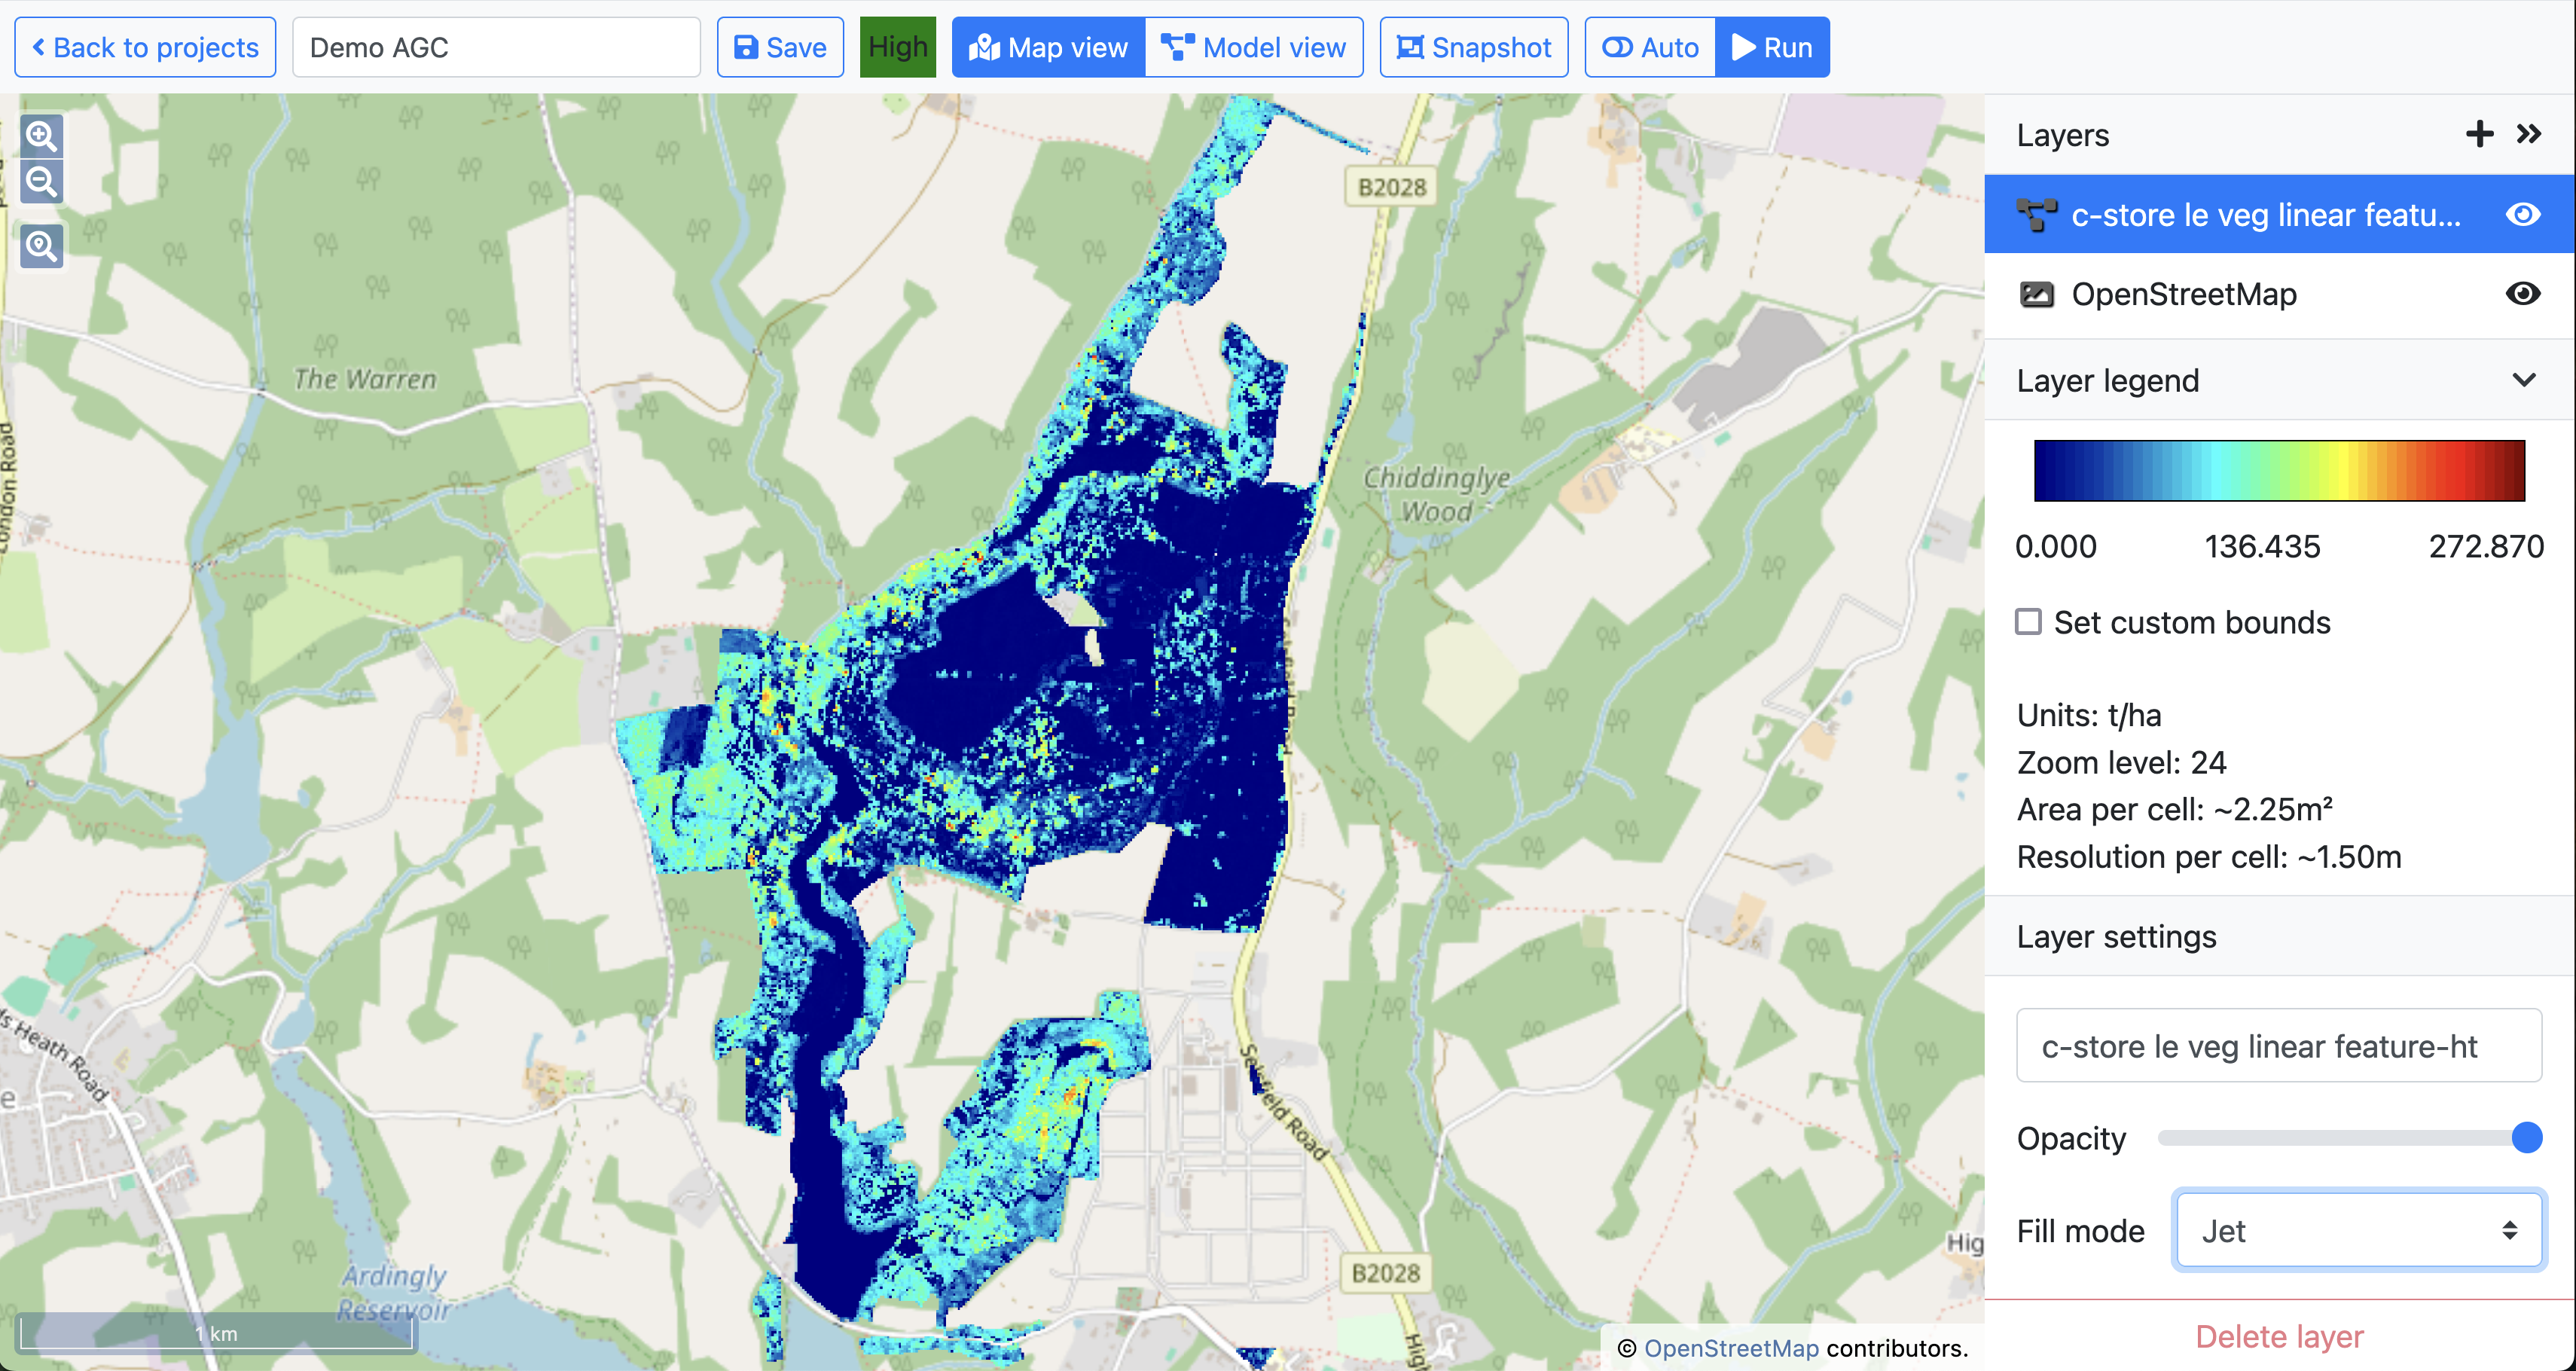 Back to projects
Demo AGC
Save
High
Map view
Model view
Snapshot
Auto
Run
Layers
c-store le veg linear featu...
OpenStreetMap
Layer legend
0.000 136.435 272.870
Set custom bounds
Units: t/ha
Zoom level: 24
Area per cell: ~2.25m²
Resolution per cell: ~1.50m
Layer settings
c-store le veg linear feature-ht
Opacity
Fill mode
Jet
Delete layer
B2028
The Warren
London Road
Chiddinglye
Wood
ds Heath Road
e
Selsfield Road
B2028
Hig
High
Ardingly
Reservoir
1 km
© OpenStreetMap contributors.